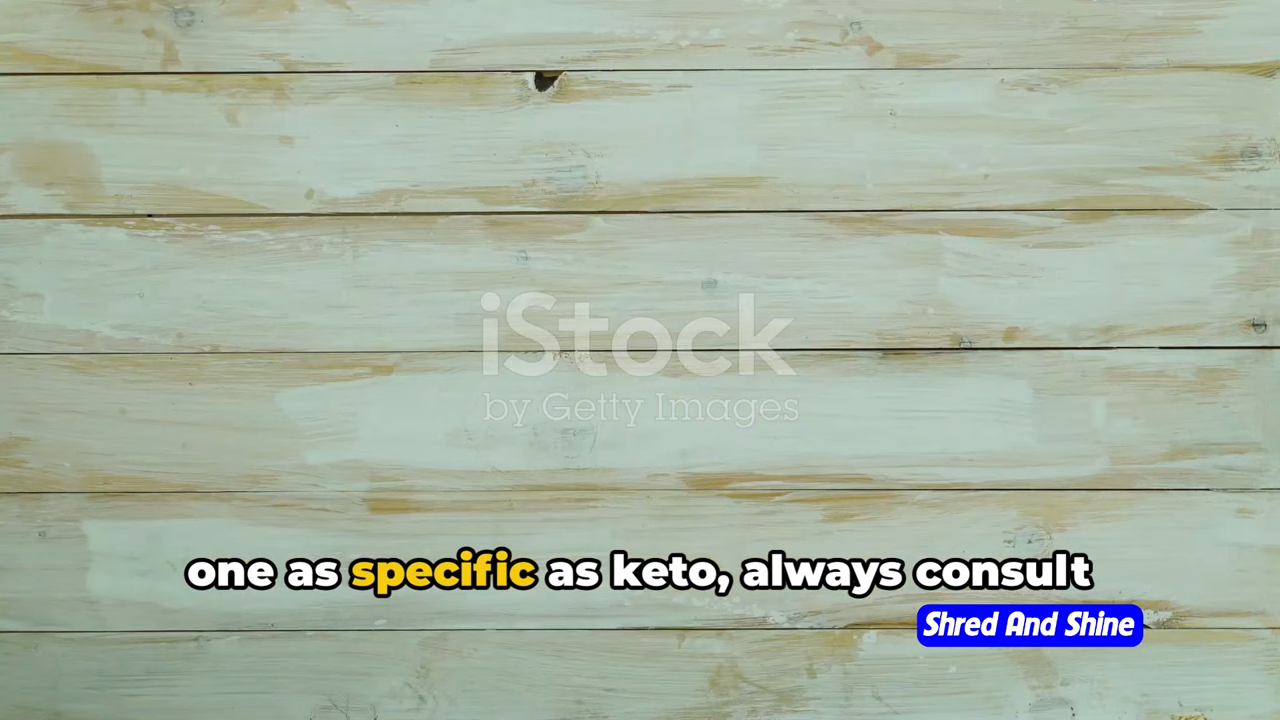 iStock
by Getty Images
one as specific as keto, always consult
Shred And Shine